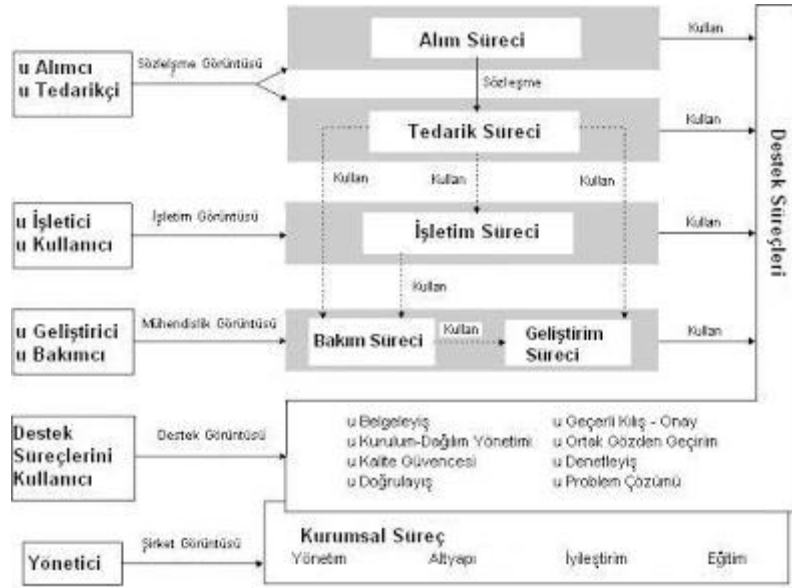 Alım Süreci
Kullan
u Alımcı
u Tedarikçi
Sözleşme Görüntüsü
Sözleşme
Tedarik Süreci
Kullan
Kullan
Kullan
Kullan
Destek Süreçleri
u İşletici
u Kullanıcı
İşletim Görüntüsü
İşletim Süreci
Kullan
Kullan
u Geliştirici
u Bakımcı
Mühendislik Görüntüsü
Bakım Süreci
Kullan
Geliştirim
Süreci
Kullan
Destek
Süreçlerini
Kullanıcı
Destek Görüntüsü
u Belgeleyiş
u Kurulum-Dağılım Yönetimi
u Kalite Güvencesi
u Doğrulayış
u Geçerli Kılış - Onay
u Ortak Gözden Geçirim
u Denetleyiş
u Problem Çözümü
Yönetici
Şirket Görüntüsü
Kurumsal Süreç
Yönetim Altyapı İyileştirim Eğitim